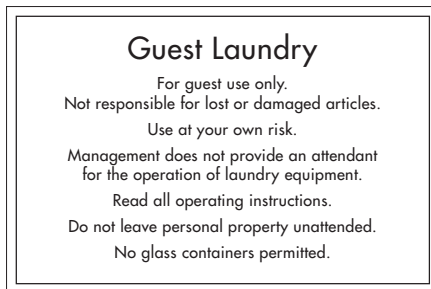 Guest Laundry
For guest use only.
Not responsible for lost or damaged articles.
Use at your own risk.
Management does not provide an attendant
for the operation of laundry equipment.
Read all operating instructions.
Do not leave personal property unattended.
No glass containers permitted.